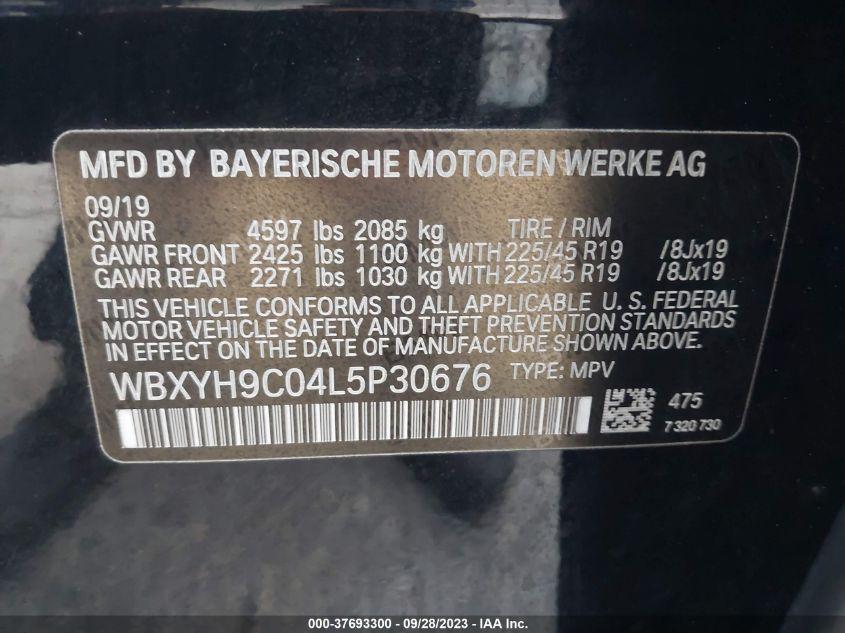 MFD BY BAYERISCHE MOTOREN WERKE AG
09/19
GVWR 4597 lbs 2085 kg TIRE / RIM
GAWR FRONT 2425 lbs 1100 kg WITH 225/45 R19 /8Jx19
GAWR REAR 2271 lbs 1030 kg WITH 225/45 R19 /8Jx19
THIS VEHICLE CONFORMS TO ALL APPLICABLE U. S. FEDERAL
MOTOR VEHICLE SAFETY AND THEFT PREVENTION STANDARDS
IN EFFECT ON THE DATE OF MANUFACTURE SHOWN ABOVE.
WBXYH9C04L5P30676 TYPE: MPV
475
7 320 730
000-37693300 - 09/28/2023 - IAA Inc.